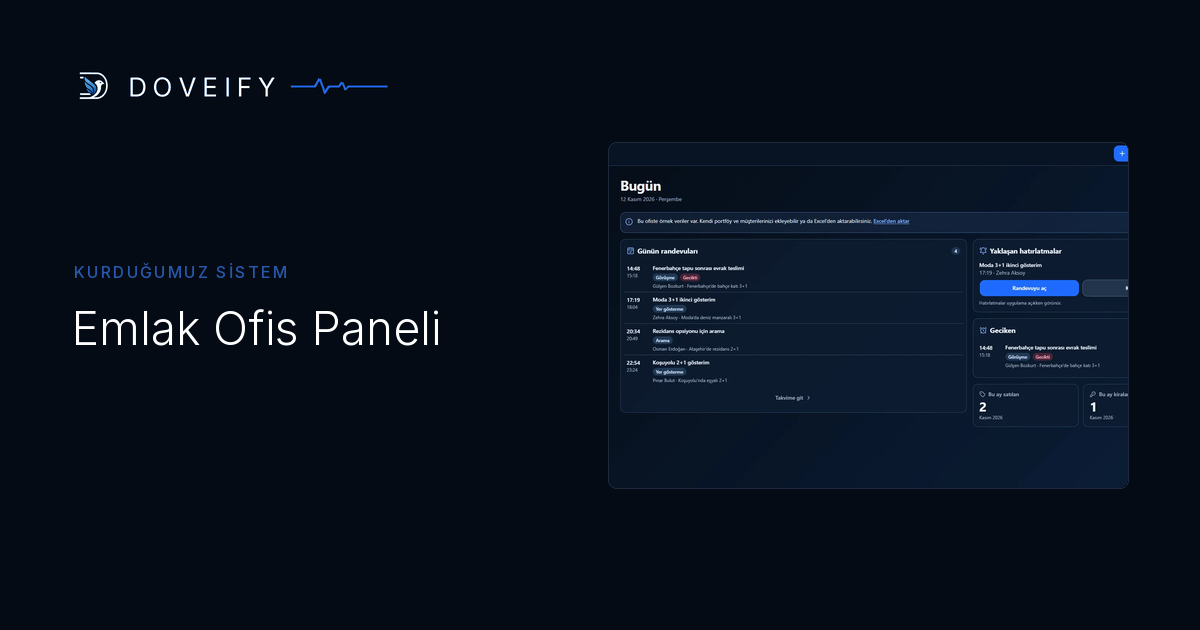 DOVEIFY
KURDUĞUMUZ SİSTEM
Emlak Ofis Paneli
Bugün
12 Kasım 2026 · Perşembe
Bu ofiste örnek veriler var. Kendi portföy ve müşterilerinizi ekleyebilir ya da Excel'den aktarabilirsiniz. Excel'den aktar
Günün randevuları 4
14:48 Fenerbahçe tapu sonrası evrak teslimi
15:18 Görüşme Gecikti
Gülşen Bozkurt · Fenerbahçe'de bahçe katı 3+1
17:19 Moda 3+1 ikinci gösterim
18:04 Yer gösterme
Zehra Aksoy · Moda'da deniz manzaralı 3+1
20:34 Rezidans opsiyonu için arama
20:49 Arama
Osman Erdoğan · Ataşehir'de rezidans 2+1
22:54 Koşuyolu 2+1 gösterim
23:24 Yer gösterme
Pınar Bulut · Koşuyolu'nda eşyalı 2+1
Takvime git
Yaklaşan hatırlatmalar
Moda 3+1 ikinci gösterim
17:19 · Zehra Aksoy
Randevuyu aç
Hatırlatmalar uygulama açıkken görünür.
Geciken
14:48 Fenerbahçe tapu sonrası evrak teslimi
15:18 Görüşme Gecikti
Gülşen Bozkurt · Fenerbahçe'de bahçe katı 3+1
Bu ay satılan
2
Kasım 2026
Bu ay kirala
1
Kasım 2026